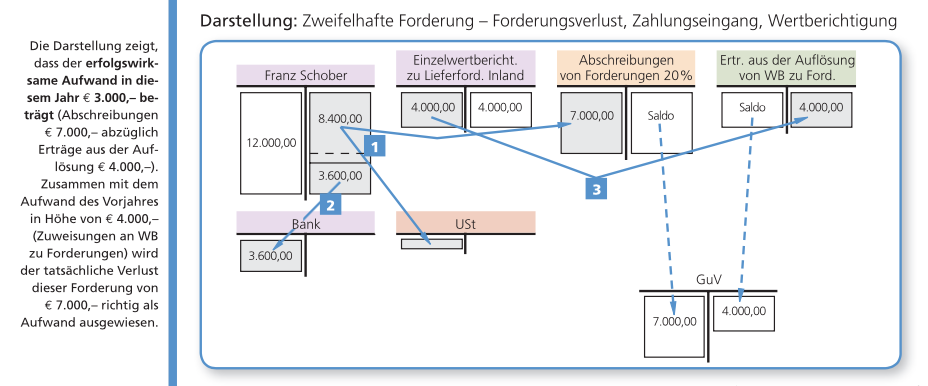 Darstellung: Zweifelhafte Forderung – Forderungsverlust, Zahlungseingang, Wertberichtigung
Die Darstellung zeigt,
dass der erfolgswirk-
same Aufwand in die-
sem Jahr € 3.000,– be-
trägt (Abschreibungen
€ 7.000,– abzüglich
Erträge aus der Auf-
lösung € 4.000,–).
Zusammen mit dem
Aufwand des Vorjahres
in Höhe von € 4.000,–
(Zuweisungen an WB
zu Forderungen) wird
der tatsächliche Verlust
dieser Forderung von
€ 7.000,– richtig als
Aufwand ausgewiesen.
Franz Schober
12.000,00
8.400,00
3.600,00
Einzelwertbericht.
zu Lieferford. Inland
4.000,00
4.000,00
Abschreibungen
von Forderungen 20%
7.000,00
Saldo
Ertr. aus der Auflösung
von WB zu Ford.
Saldo
4.000,00
1
2
3
Bank
3.600,00
USt
GuV
7.000,00
4.000,00